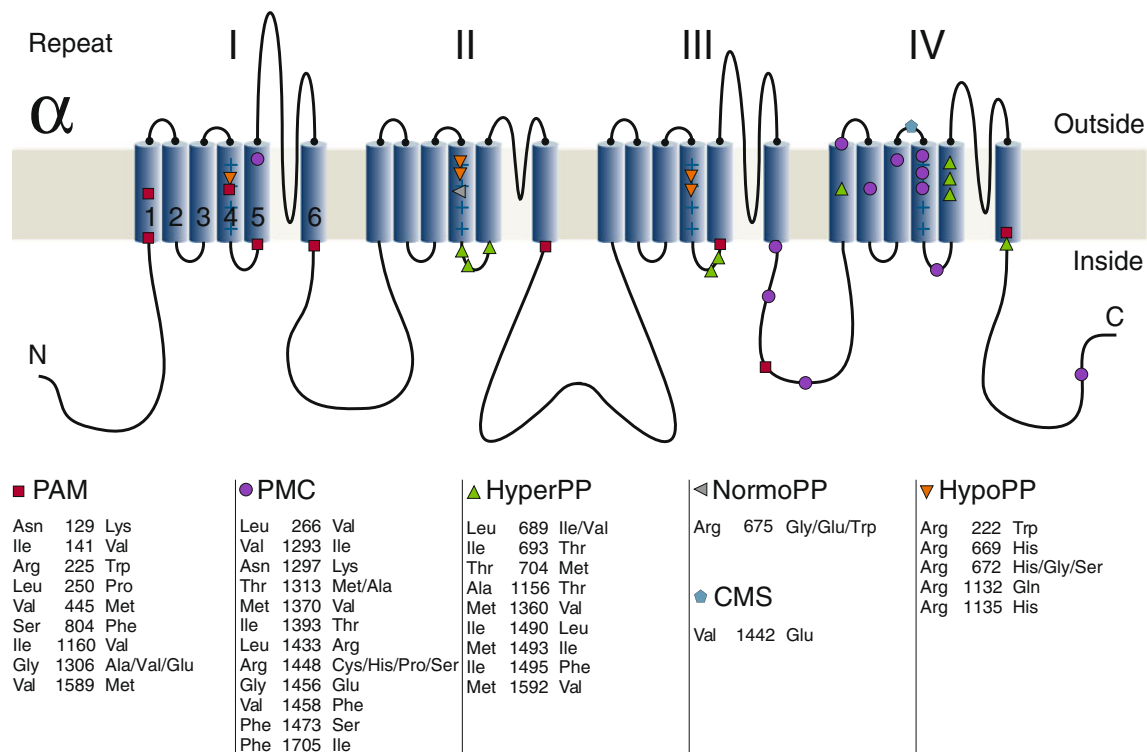 Repeat
I
II
III
IV
α
Outside
1 2 3 4 5 6
+ + + +
+ + +
+ + + +
+ + +
Inside
N
C
PAM
Asn 129 Lys
Ile 141 Val
Arg 225 Trp
Leu 250 Pro
Val 445 Met
Ser 804 Phe
Ile 1160 Val
Gly 1306 Ala/Val/Glu
Val 1589 Met
PMC
Leu 266 Val
Val 1293 Ile
Asn 1297 Lys
Thr 1313 Met/Ala
Met 1370 Val
Ile 1393 Thr
Leu 1433 Arg
Arg 1448 Cys/His/Pro/Ser
Gly 1456 Glu
Val 1458 Phe
Phe 1473 Ser
Phe 1705 Ile
HyperPP
Leu 689 Ile/Val
Ile 693 Thr
Thr 704 Met
Ala 1156 Thr
Met 1360 Val
Ile 1490 Leu
Met 1493 Ile
Ile 1495 Phe
Met 1592 Val
NormoPP
Arg 675 Gly/Glu/Trp
CMS
Val 1442 Glu
HypoPP
Arg 222 Trp
Arg 669 His
Arg 672 His/Gly/Ser
Arg 1132 Gln
Arg 1135 His